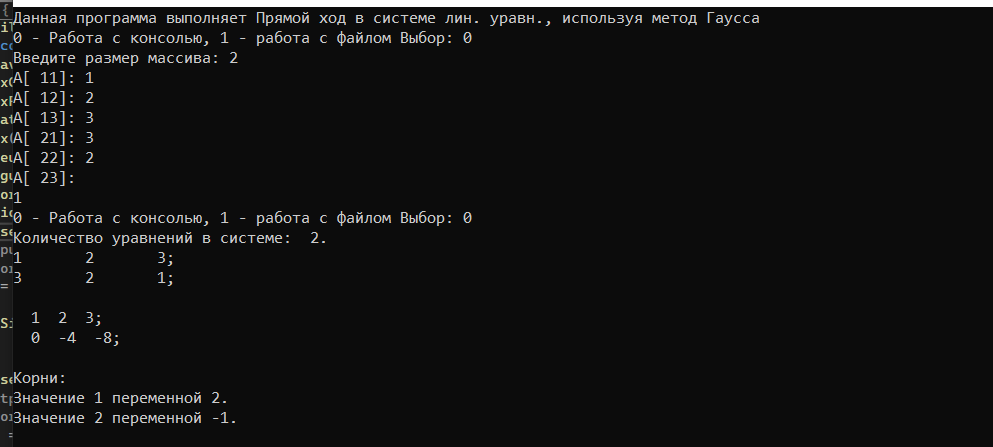 Данная программа выполняет Прямой ход в системе лин. уравн., используя метод Гаусса
0 - Работа с консолью, 1 - работа с файлом Выбор: 0
Введите размер массива: 2
A[ 11]: 1
A[ 12]: 2
A[ 13]: 3
A[ 21]: 3
A[ 22]: 2
A[ 23]:
1
0 - Работа с консолью, 1 - работа с файлом Выбор: 0
Количество уравнений в системе:  2.
1       2       3;
3       2       1;
1  2  3;
0  -4  -8;
Корни:
Значение 1 переменной 2.
Значение 2 переменной -1.